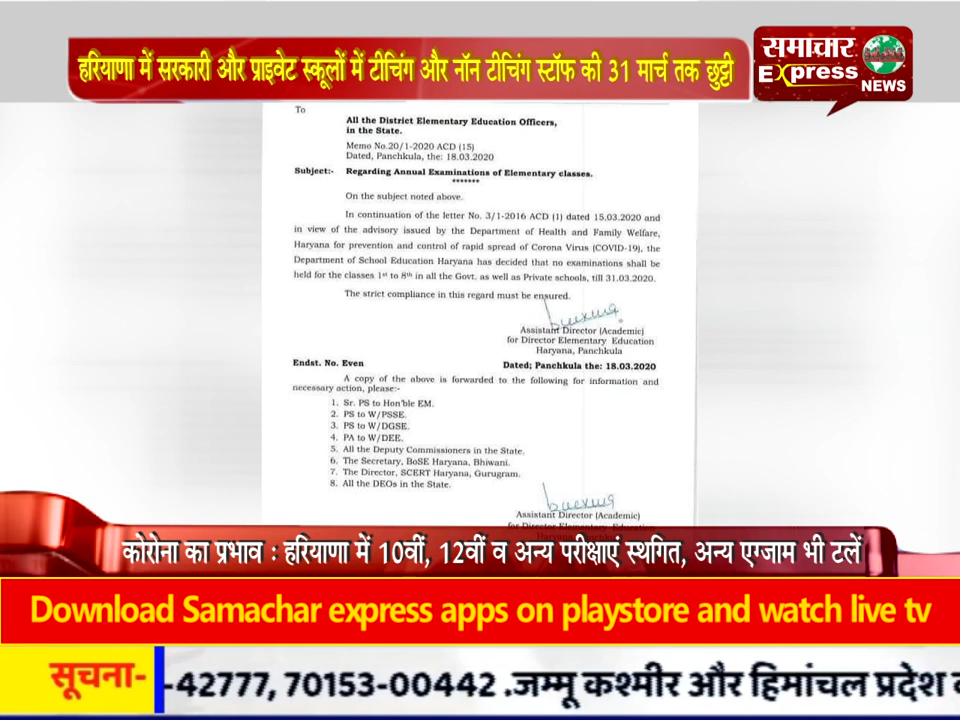 हरियाणा में सरकारी और प्राइवेट स्कूलों में टीचिंग और नॉन टीचिंग स्टॉफ की 31 मार्च तक छुट्टी
समाचार
Express
NEWS
To
All the District Elementary Education Officers,
in the State.
Memo No.20/1-2020 ACD (15)
Dated, Panchkula, the: 18.03.2020
Subject:- Regarding Annual Examinations of Elementary classes.
*******
On the subject noted above.
In continuation of the letter No. 3/1-2016 ACD (1) dated 15.03.2020 and
in view of the advisory issued by the Department of Health and Family Welfare,
Haryana for prevention and control of rapid spread of Corona Virus (COVID-19), the
Department of School Education Haryana has decided that no examinations shall be
held for the classes 1st to 8th in all the Govt. as well as Private schools, till 31.03.2020.
The strict compliance in this regard must be ensured.
Assistant Director (Academic)
for Director Elementary Education
Haryana, Panchkula
Endst. No. Even Dated; Panchkula the: 18.03.2020
A copy of the above is forwarded to the following for information and
necessary action, please:-
1. Sr. PS to Hon'ble EM.
2. PS to W/PSSE.
3. PS to W/DGSE.
4. PA to W/DEE.
5. All the Deputy Commissioners in the State.
6. The Secretary, BoSE Haryana, Bhiwani.
7. The Director, SCERT Haryana, Gurugram.
8. All the DEOs in the State.
Assistant Director (Academic)
for Director Elementary Education
कोरोना का प्रभाव : हरियाणा में 10वीं, 12वीं व अन्य परीक्षाएं स्थगित, अन्य एग्जाम भी टलें
Download Samachar express apps on playstore and watch live tv
सूचना- -42777, 70153-00442 .जम्मू कश्मीर और हिमांचल प्रदेश